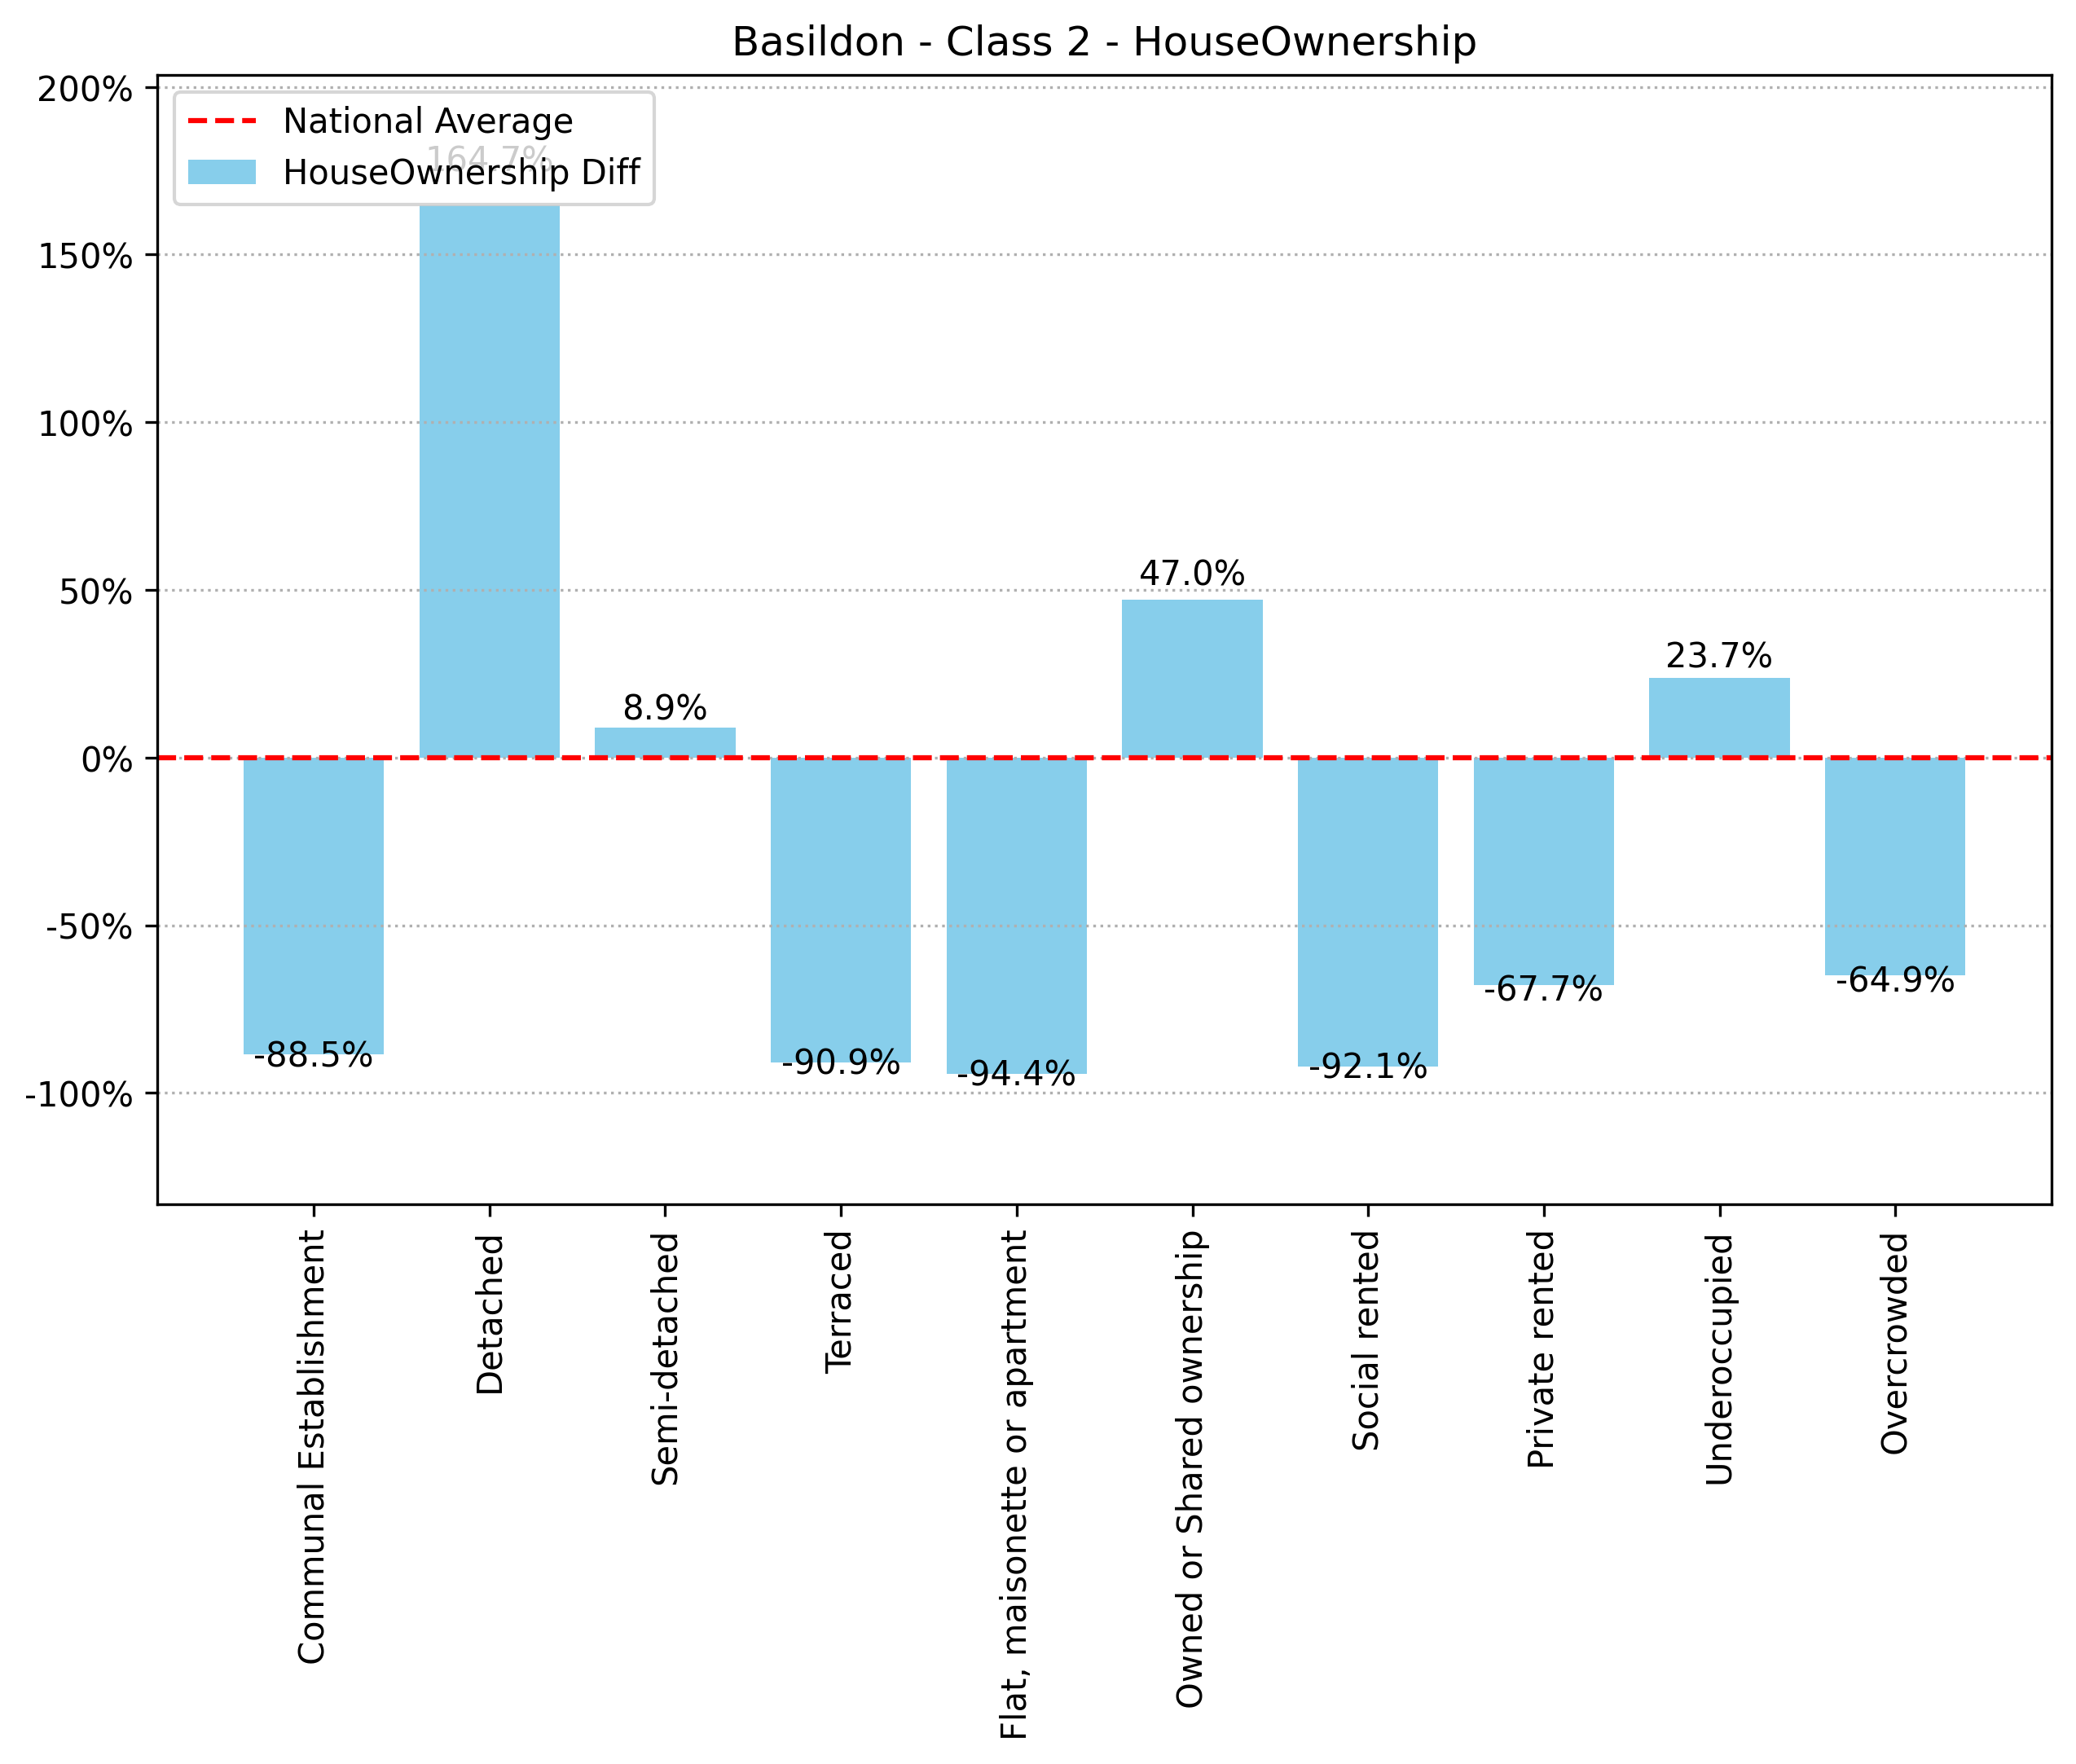 Basildon - Class 2 - HouseOwnership
200%
150%
100%
50%
0%
-50%
-100%
National Average
HouseOwnership Diff
164.7%
-88.5%
8.9%
-90.9%
-94.4%
47.0%
-92.1%
-67.7%
23.7%
-64.9%
Communal Establishment
Detached
Semi-detached
Terraced
Flat, maisonette or apartment
Owned or Shared ownership
Social rented
Private rented
Underoccupied
Overcrowded